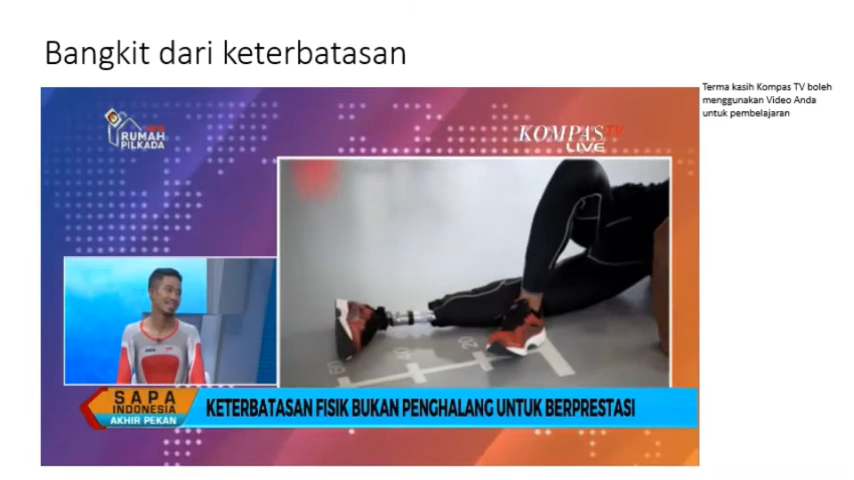 Bangkit dari keterbatasan
Terma kasih Kompas TV boleh
menggunakan Video Anda
untuk pembelajaran
RUMAH
PILKADA
KOMPAS TV
LIVE
SAPA
INDONESIA
AKHIR PEKAN
KETERBATASAN FISIK BUKAN PENGHALANG UNTUK BERPRESTASI